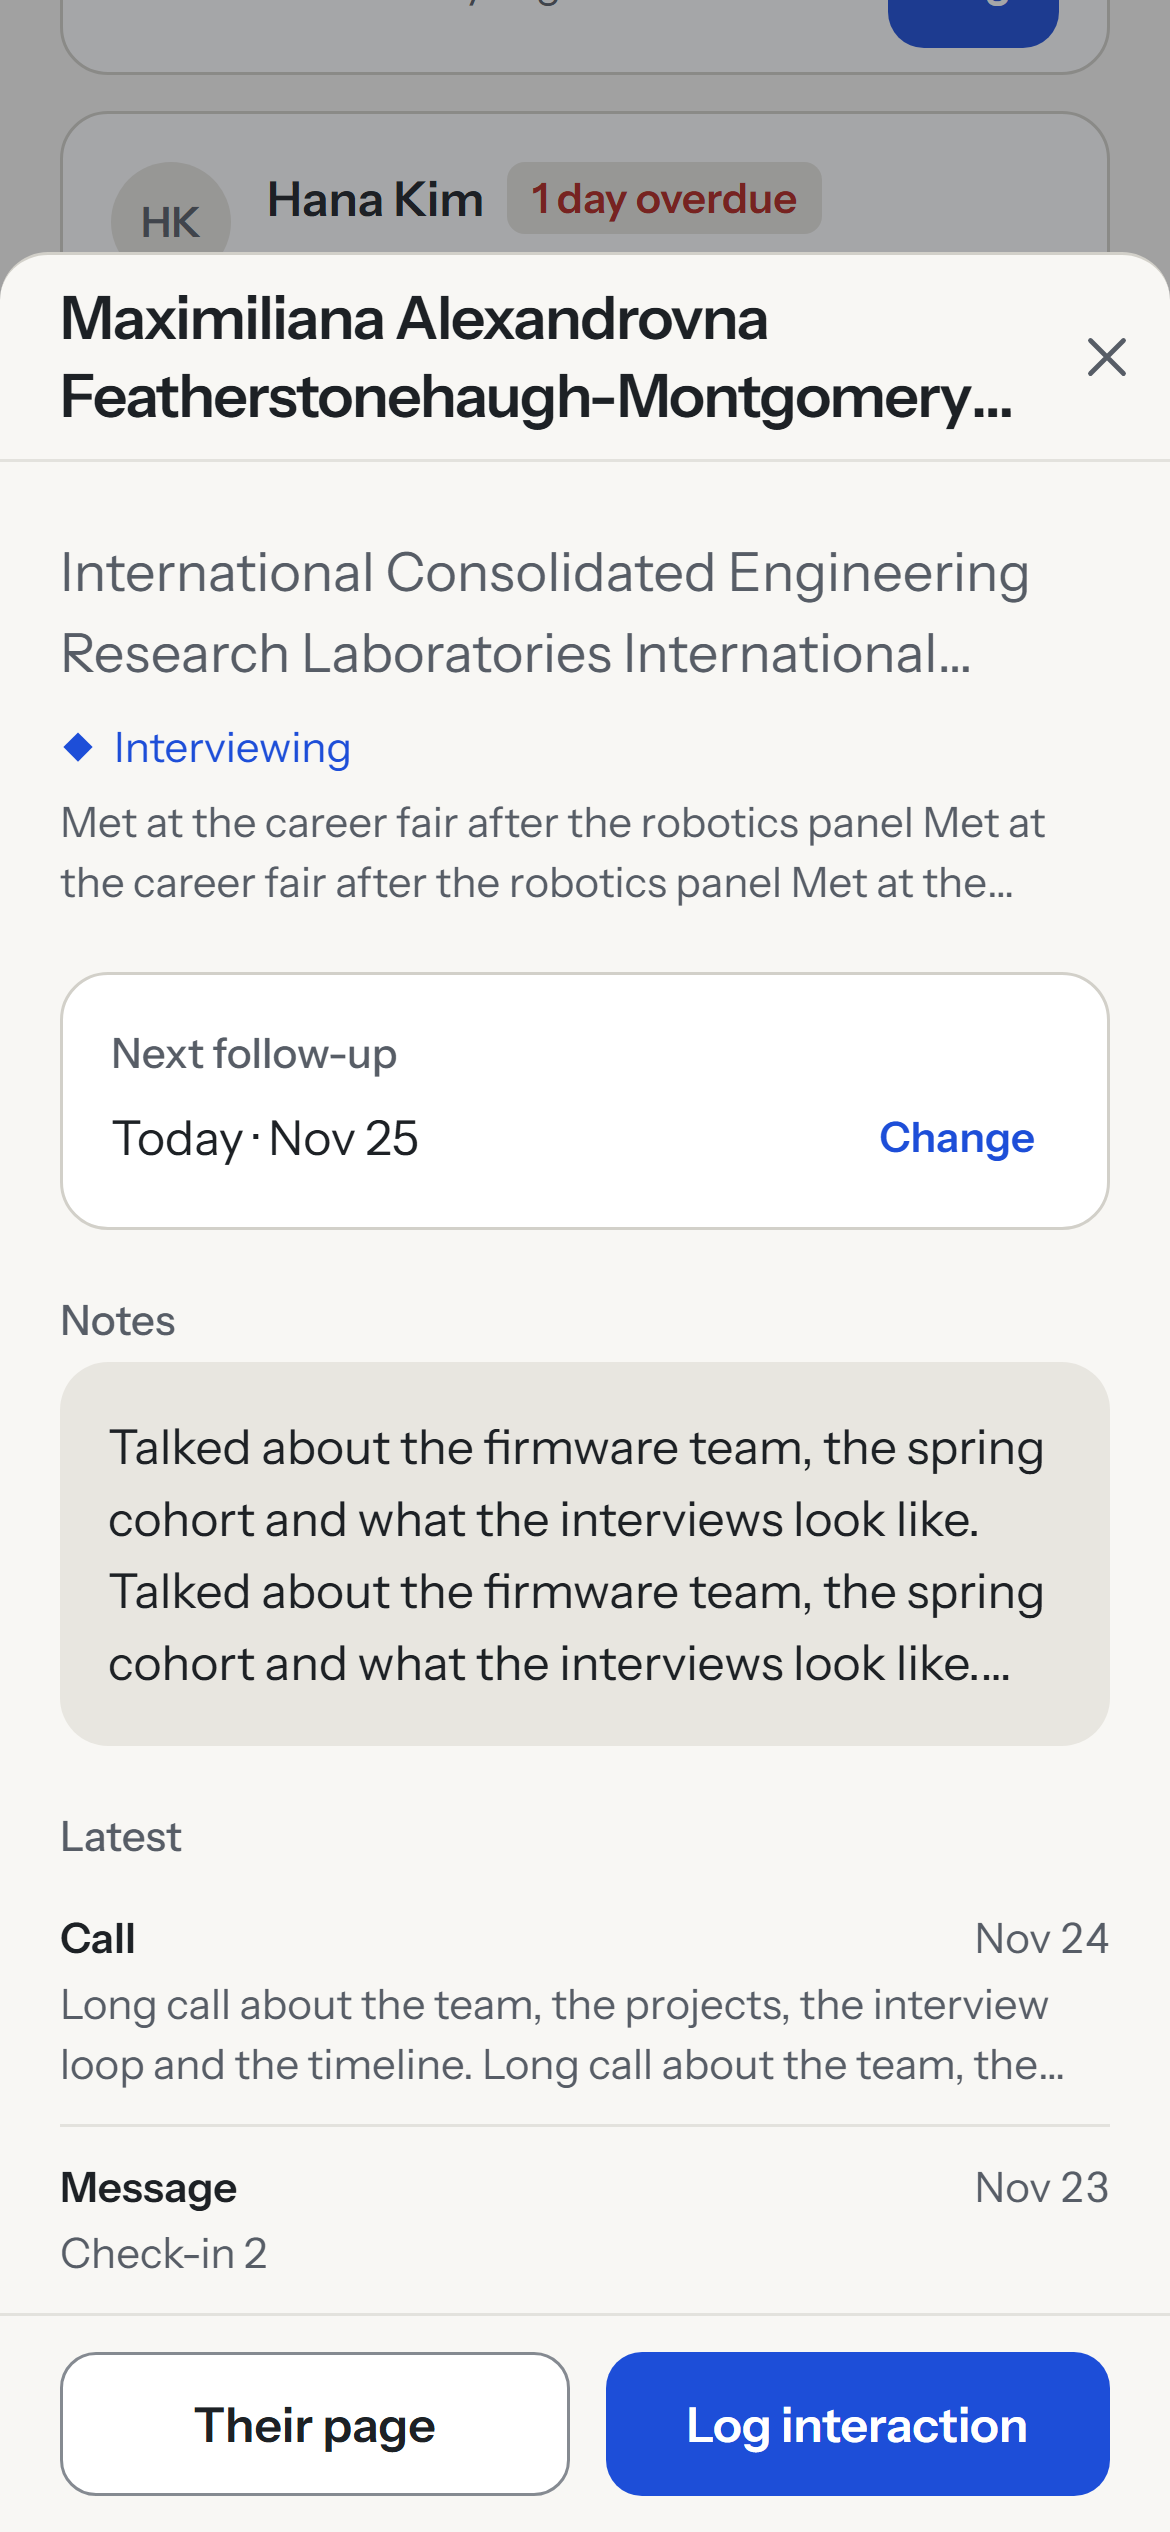 HK
Hana Kim
1 day overdue
Maximiliana Alexandrovna
Featherstonehaugh-Montgomery...
International Consolidated Engineering
Research Laboratories International...
Interviewing
Met at the career fair after the robotics panel Met at
the career fair after the robotics panel Met at the...
Next follow-up
Today · Nov 25
Change
Notes
Talked about the firmware team, the spring
cohort and what the interviews look like.
Talked about the firmware team, the spring
cohort and what the interviews look like....
Latest
Call
Nov 24
Long call about the team, the projects, the interview
loop and the timeline. Long call about the team, the...
Message
Nov 23
Check-in 2
Their page
Log interaction